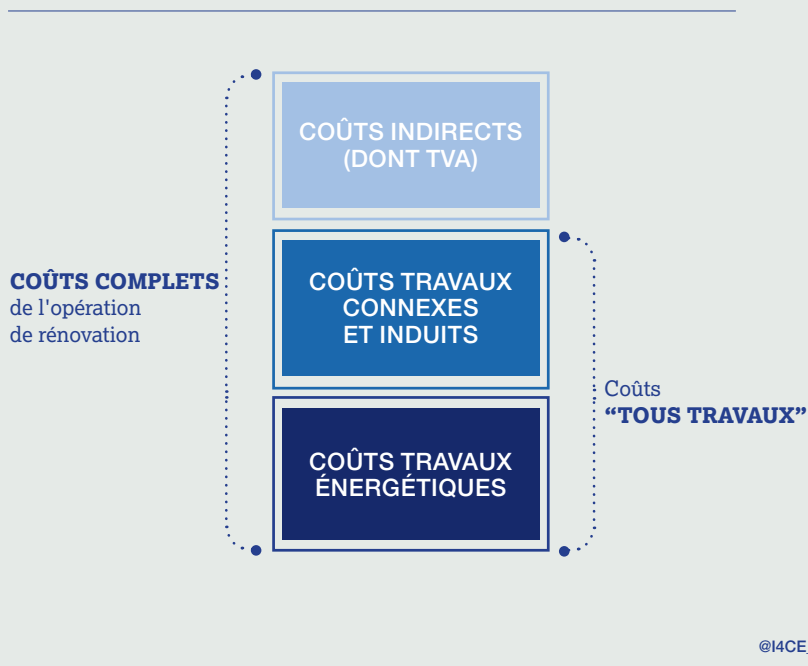 COÛTS INDIRECTS
(DONT TVA)
COÛTS COMPLETS
de l'opération
de rénovation
COÛTS TRAVAUX
CONNEXES
ET INDUITS
Coûts
“TOUS TRAVAUX”
COÛTS TRAVAUX
ÉNERGÉTIQUES
@I4CE_